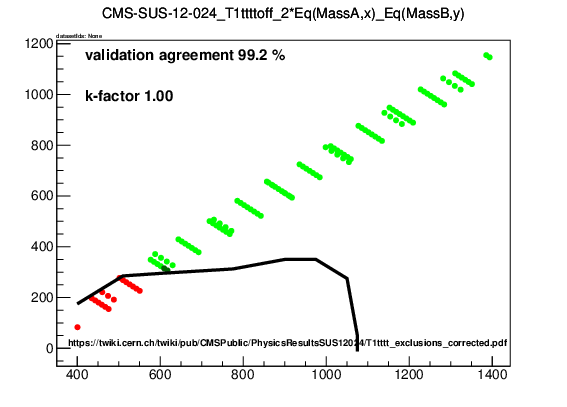 CMS-SUS-12-024_T1ttttoff_2*Eq(MassA,x)_Eq(MassB,y)
datasetIds: None
1200
validation agreement 99.2 %
1000
k-factor 1.00
800
600
400
200
0
https://twiki.cern.ch/twiki/pub/CMSPublic/PhysicsResultsSUS12024/T1tttt_exclusions_corrected.pdf
400 600 800 1000 1200 1400